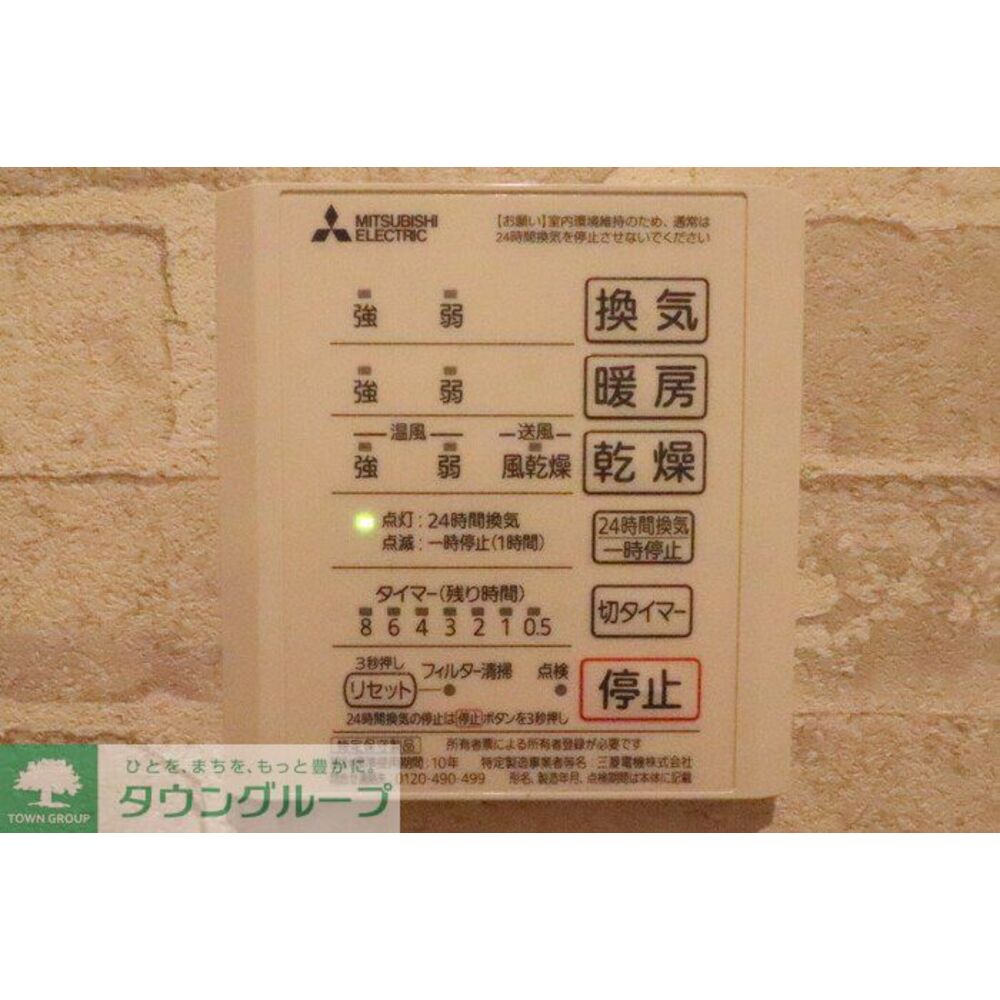 MITSUBISHI
ELECTRIC
【お願い】室内環境維持のため、通常は
24時間換気を停止させないでください
強 弱 換気
強 弱 暖房
温風 送風
強 弱 風乾燥 乾燥
点灯：24時間換気
点滅：一時停止(1時間)
24時間換気
一時停止
タイマー(残り時間)
8 6 4 3 2 1 0.5
切タイマー
3秒押し
リセット フィルター清掃 点検
停止
24時間換気の停止は停止ボタンを3秒押し
特定保守製品 所有者票による所有者登録が必要です
期間：10年 特定製造事業者等名：三菱電機株式会社
0120-490-499 形名、製造年月、点検期間は本体に記載
ひとを、まちを、もっと豊かに。
タウングループ
TOWN GROUP